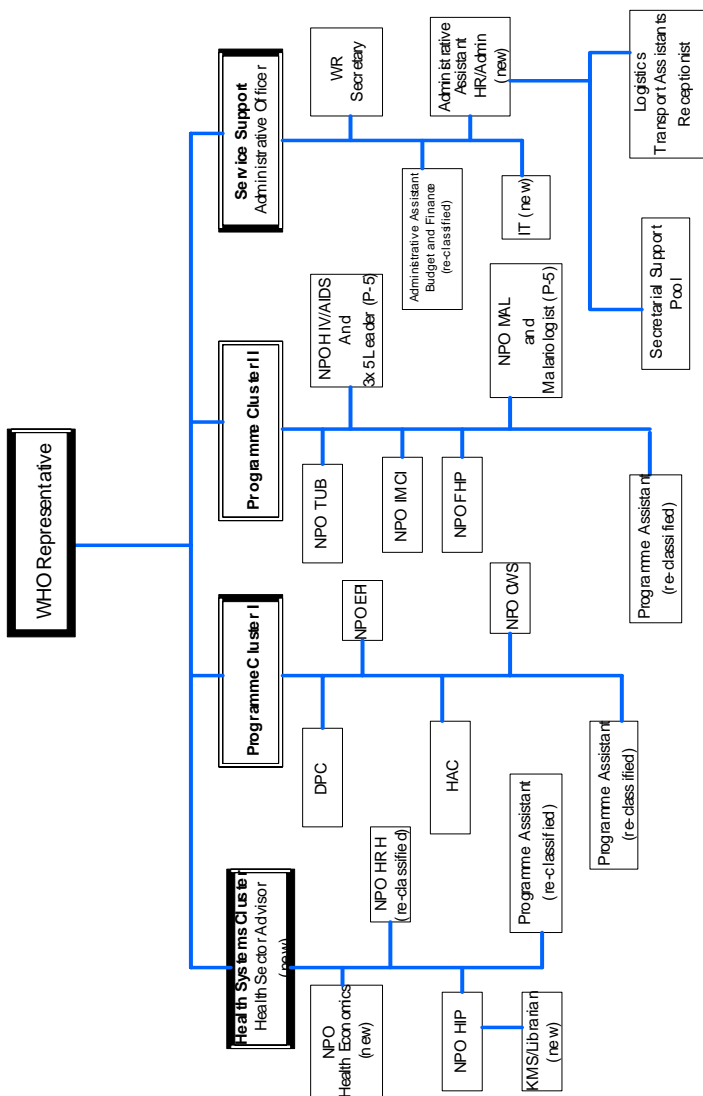 WHO Representative
Health Systems Cluster
Health Sector Advisor
(new)
NPO
Health Economics
(new)
NPO HRH
(re-classified)
NPO HIP
KMS/Librarian
(new)
Programme Assistant
(re-classified)
Programme Cluster I
DPC
NPO EPI
HAC
NPO CWS
Programme Assistant
(re-classified)
Programme Cluster II
NPO TUB
NPO HIV/AIDS
And
3x5 Leader (P-5)
NPO IMCI
NPO FHP
NPO MAL
and
Malariologist (P-5)
Programme Assistant
(re-classified)
Service Support
Administrative Officer
WR
Secretary
Administrative Assistant
Budget and Finance
(re-classified)
Administrative
Assistant
HR/Admin
(new)
IT (new)
Secretarial Support
Pool
Logistics
Transport Assistants
Receptionist